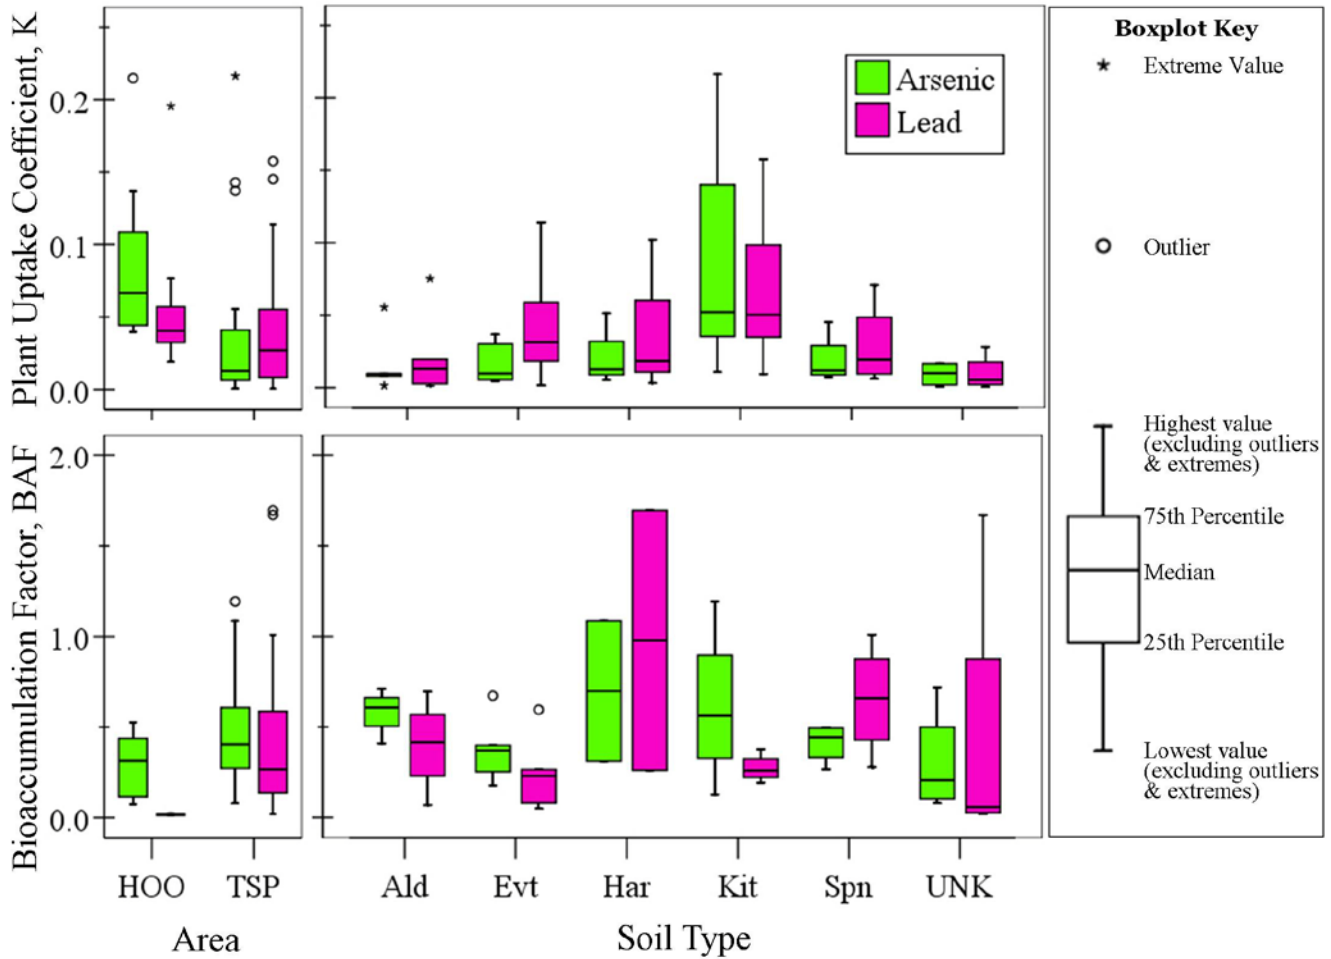 Plant Uptake Coefficient, K
0.2
0.1
0.0
Arsenic
Lead
Bioaccumulation Factor, BAF
2.0
1.0
0.0
HOO
TSP
Area
Ald
Evt
Har
Kit
Spn
UNK
Soil Type
Boxplot Key
Extreme Value
Outlier
Highest value
(excluding outliers
& extremes)
75th Percentile
Median
25th Percentile
Lowest value
(excluding outliers
& extremes)